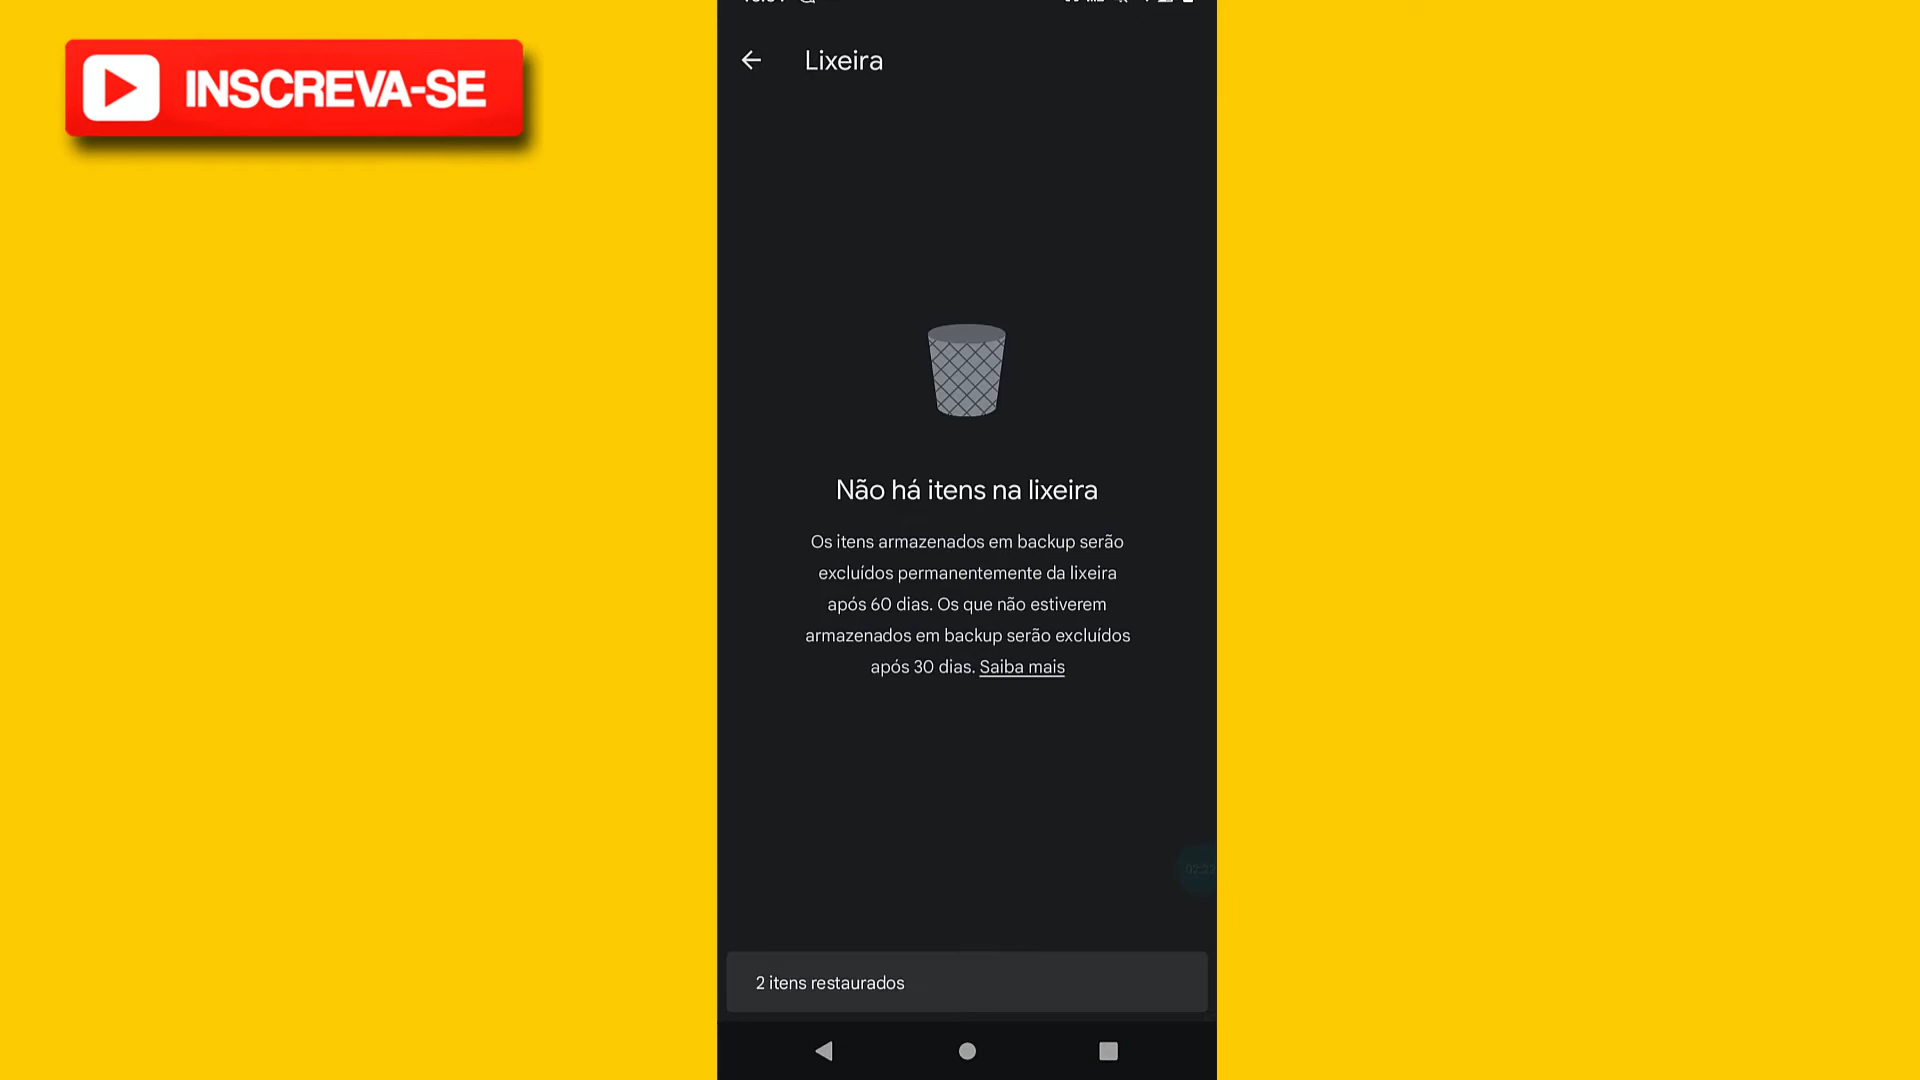 INSCREVA-SE
Lixeira
Não há itens na lixeira
Os itens armazenados em backup serão
excluídos permanentemente da lixeira
após 60 dias. Os que não estiverem
armazenados em backup serão excluídos
após 30 dias. Saiba mais
2 itens restaurados